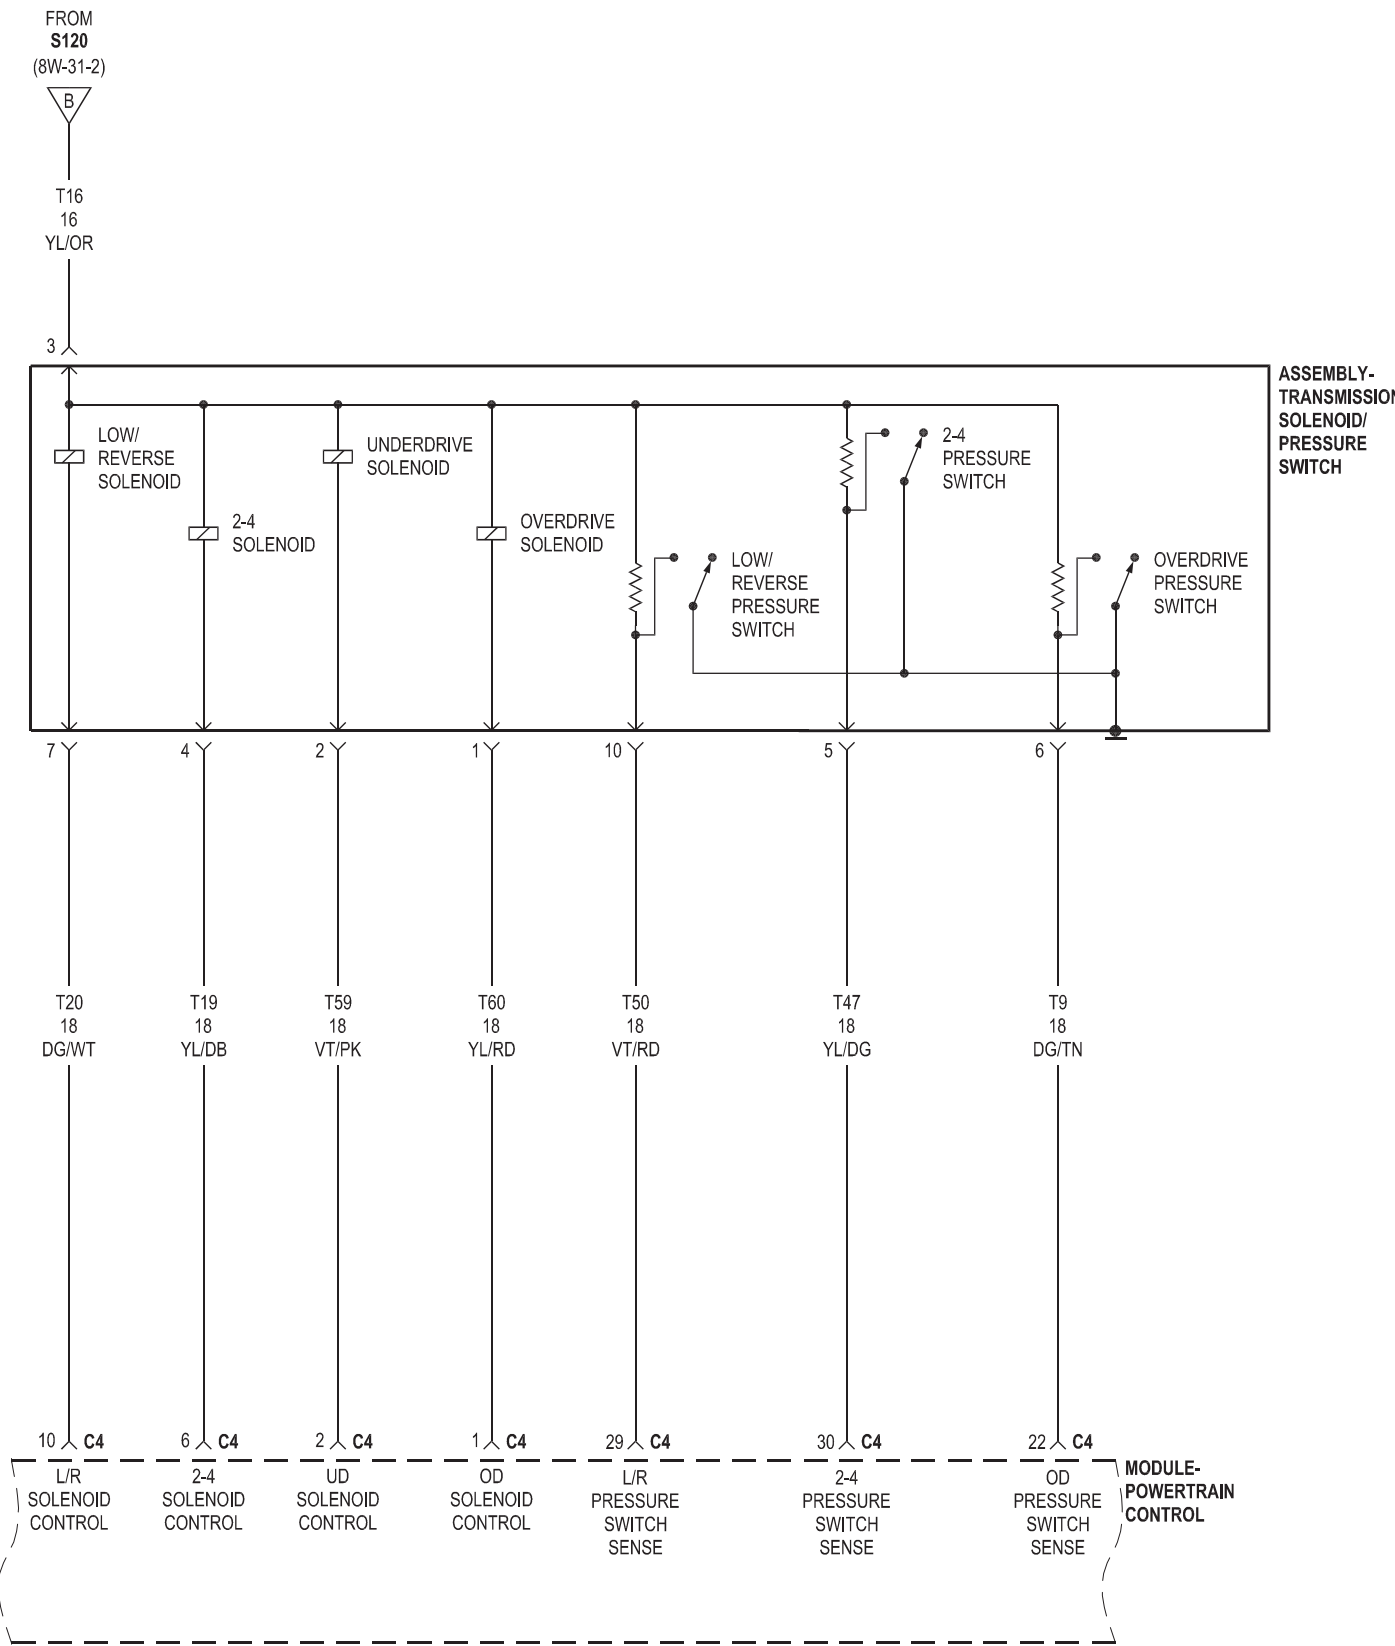 FROM
S120
(8W-31-2)
B
T16
16
YL/OR
3
ASSEMBLY-
TRANSMISSION
SOLENOID/
PRESSURE
SWITCH
LOW/
REVERSE
SOLENOID
UNDERDRIVE
SOLENOID
2-4
PRESSURE
SWITCH
2-4
SOLENOID
OVERDRIVE
SOLENOID
LOW/
REVERSE
PRESSURE
SWITCH
OVERDRIVE
PRESSURE
SWITCH
7 4 2 1 10 5 6
T20 T19 T59 T60 T50 T47 T9
18 18 18 18 18 18 18
DG/WT YL/DB VT/PK YL/RD VT/RD YL/DG DG/TN
10 C4 6 C4 2 C4 1 C4 29 C4 30 C4 22 C4
L/R
SOLENOID
CONTROL
2-4
SOLENOID
CONTROL
UD
SOLENOID
CONTROL
OD
SOLENOID
CONTROL
L/R
PRESSURE
SWITCH
SENSE
2-4
PRESSURE
SWITCH
SENSE
OD
PRESSURE
SWITCH
SENSE
MODULE-
POWERTRAIN
CONTROL